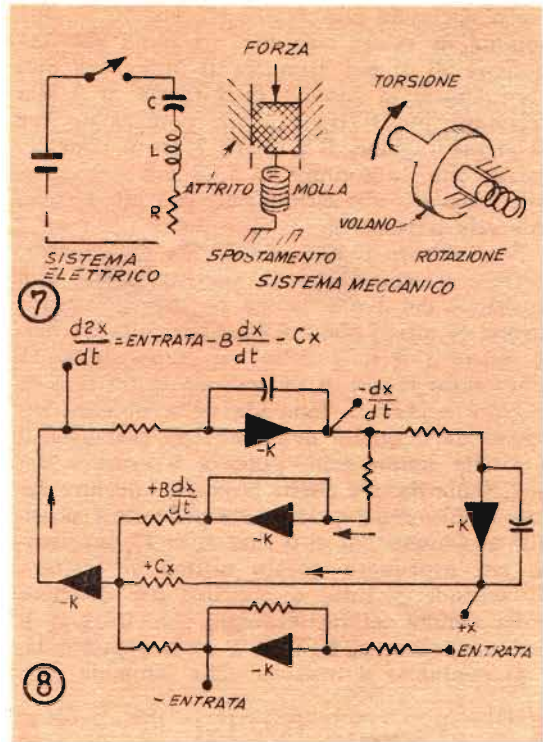 FORZA
TORSIONE
C
L
R
ATTRITO
MOLLA
VOLANO
SISTEMA
ELETTRICO
SPOSTAMENTO
ROTAZIONE
SISTEMA MECCANICO
7
d2x/dt = ENTRATA - B dx/dt - Cx
-dx/dt
-K
+B dx/dt
-K
-K
+Cx
-K
+x
-K
ENTRATA
- ENTRATA
8